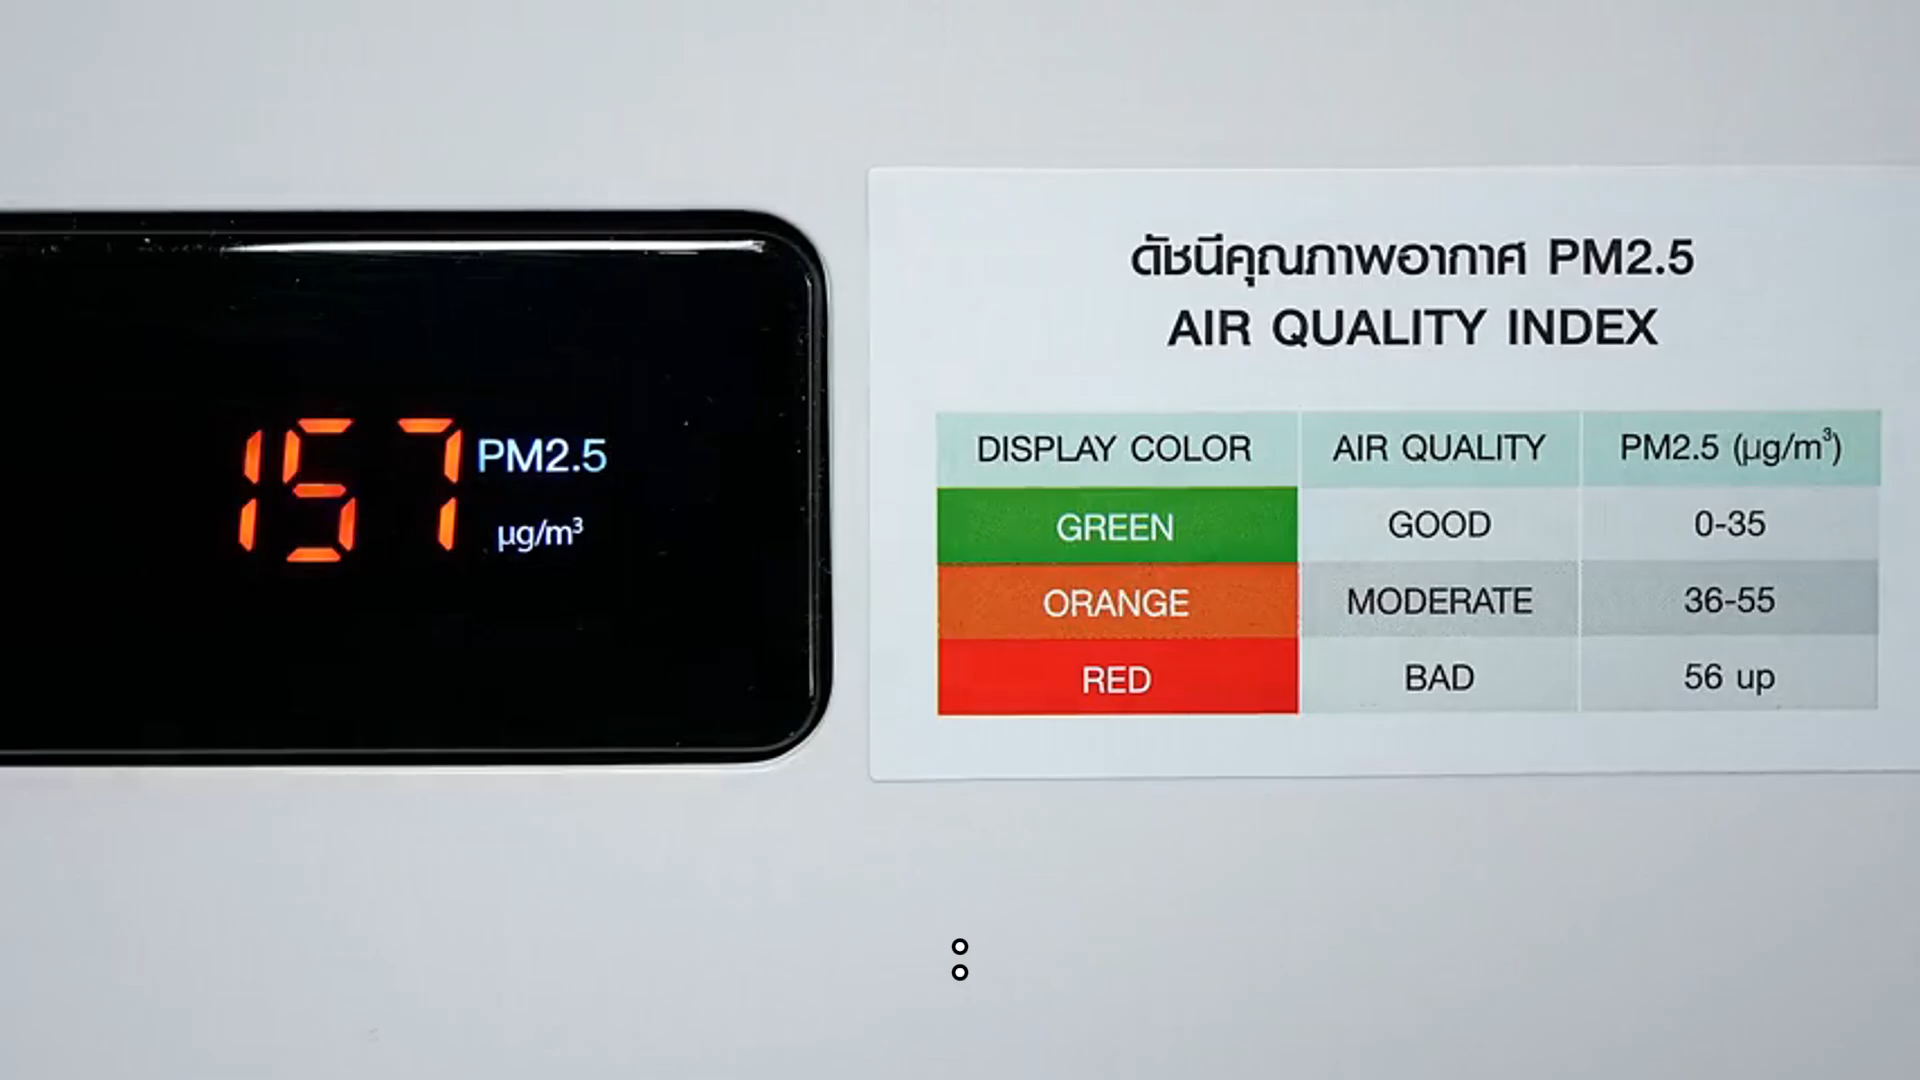 157 PM2.5
µg/m³
ดัชนีคุณภาพอากาศ PM2.5
AIR QUALITY INDEX
DISPLAY COLOR AIR QUALITY PM2.5 (µg/m³)
GREEN GOOD 0-35
ORANGE MODERATE 36-55
RED BAD 56 up